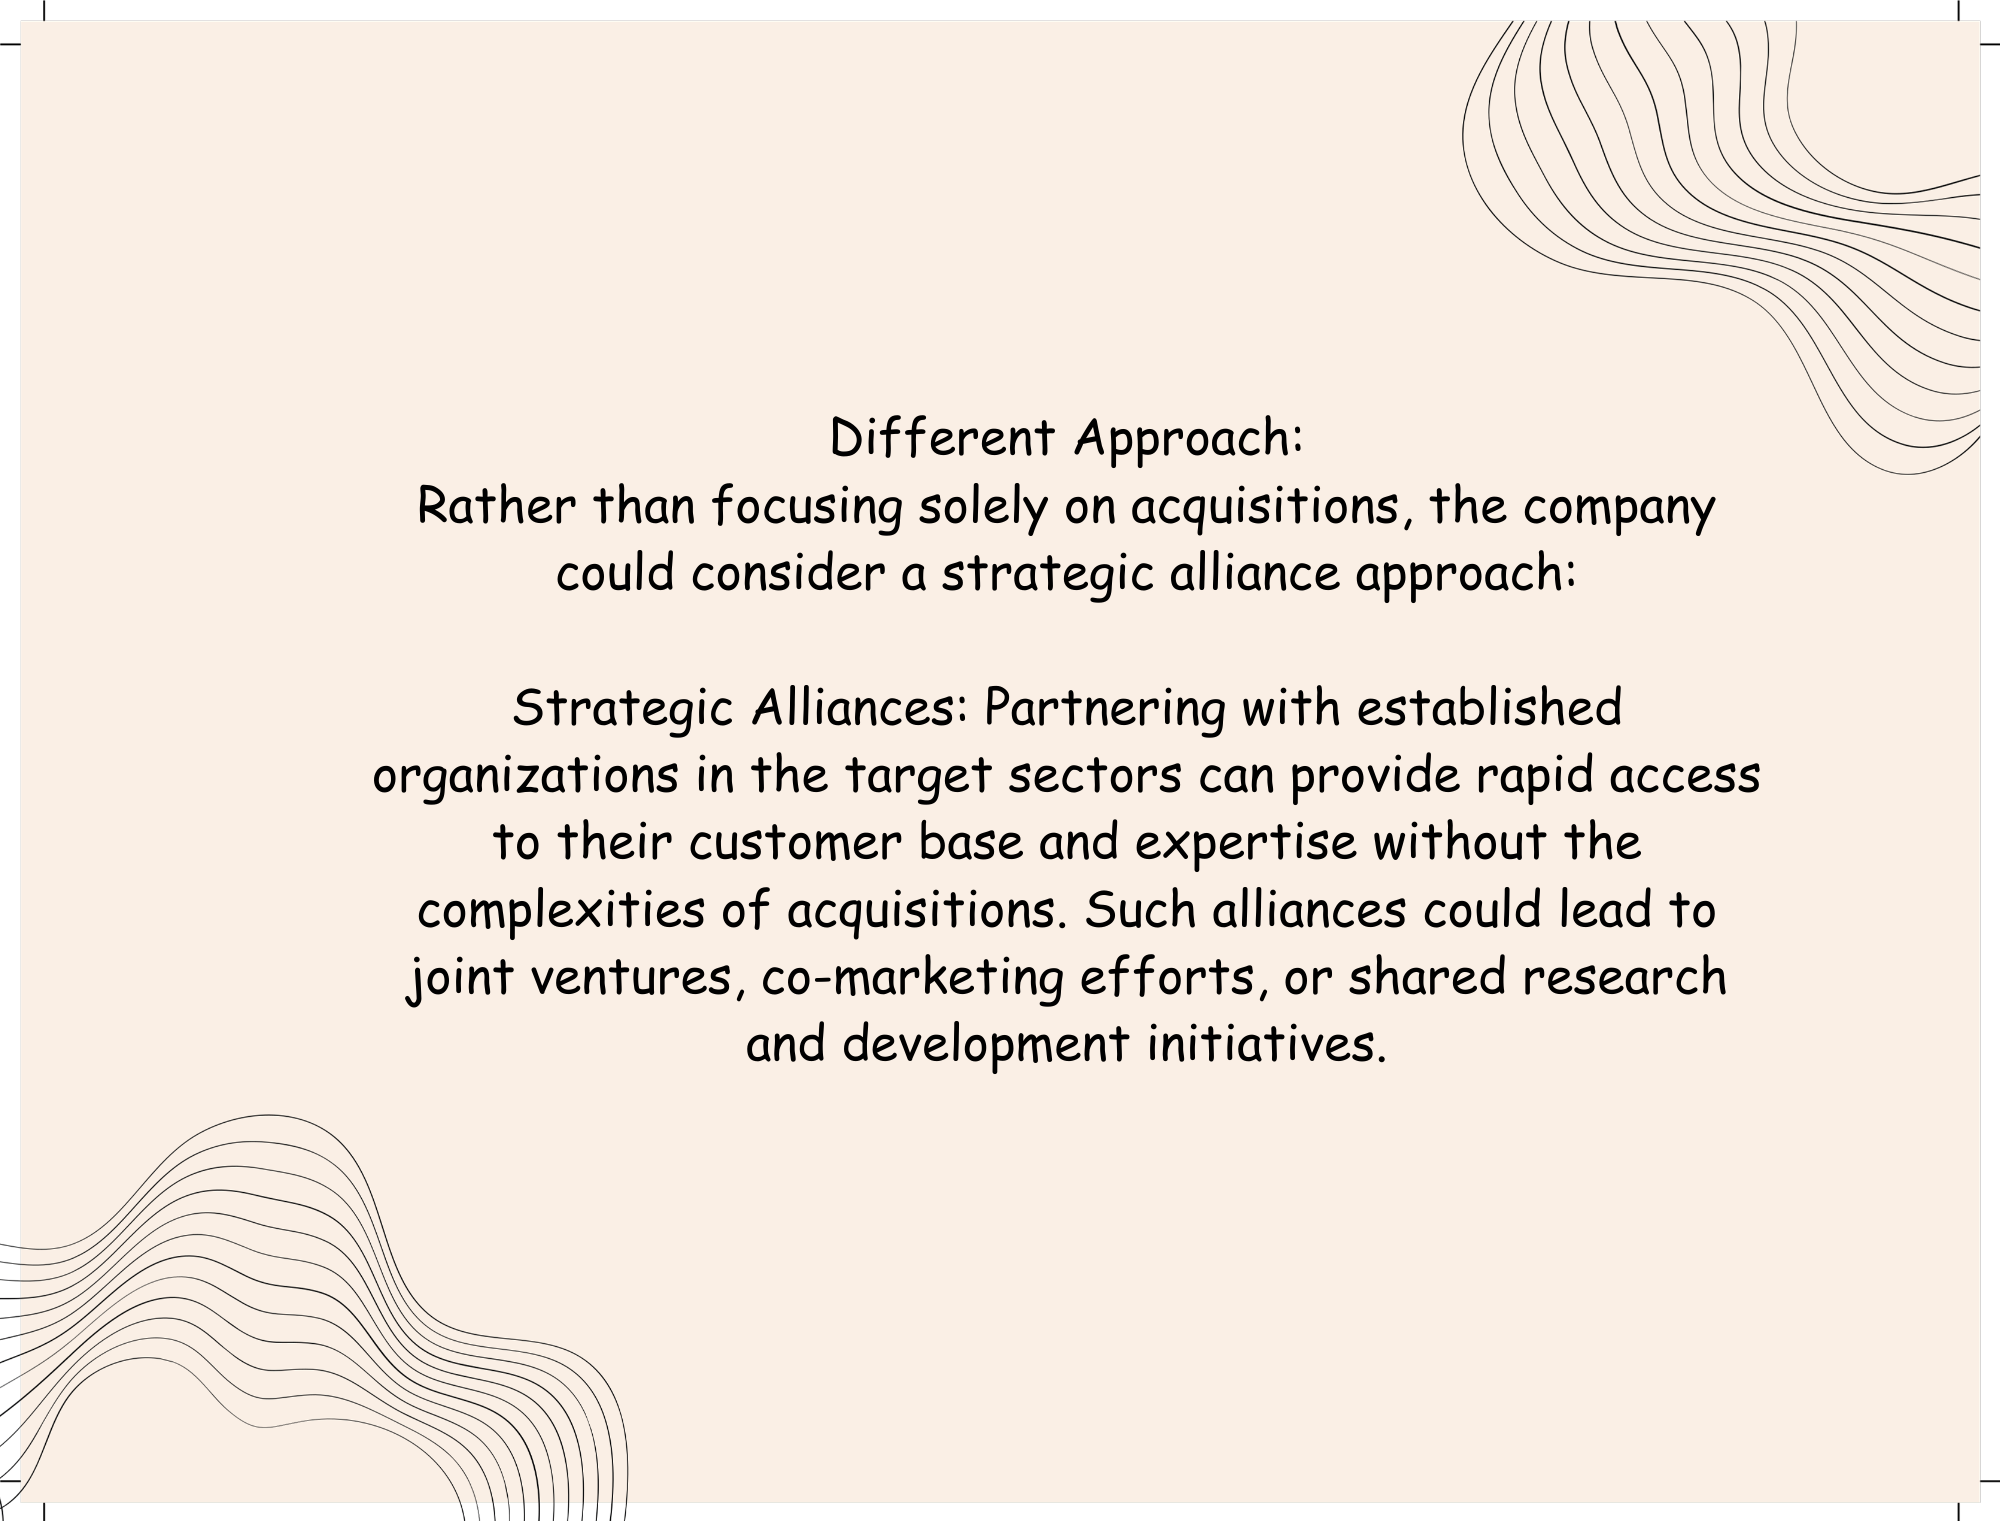 Different Approach:
Rather than focusing solely on acquisitions, the company
could consider a strategic alliance approach:
Strategic Alliances: Partnering with established
organizations in the target sectors can provide rapid access
to their customer base and expertise without the
complexities of acquisitions. Such alliances could lead to
joint ventures, co-marketing efforts, or shared research
and development initiatives.